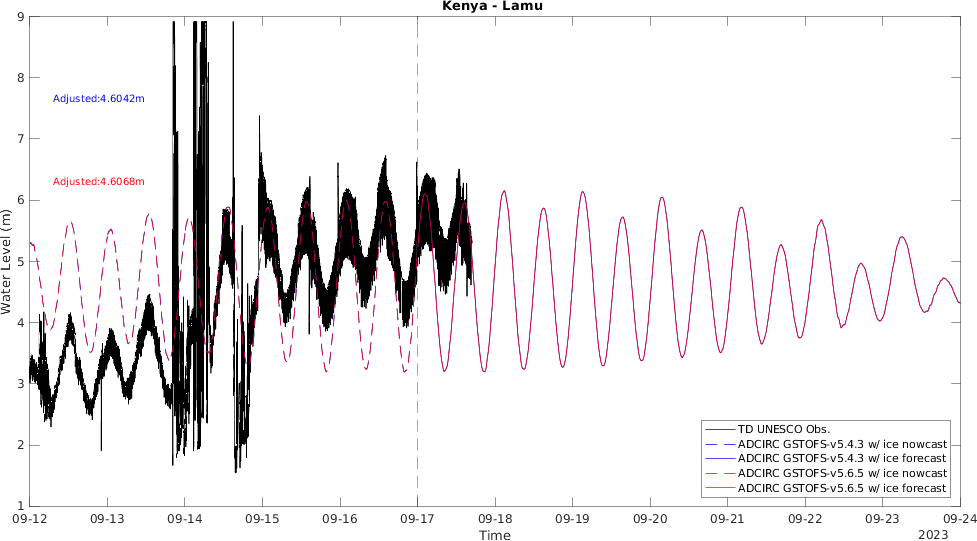 Kenya - Lamu
9
8
7
6
5
4
3
2
1
Water Level (m)
Adjusted:4.6042m
Adjusted:4.6068m
TD UNESCO Obs.
ADCIRC GSTOFS-v5.4.3 w/ ice nowcast
ADCIRC GSTOFS-v5.4.3 w/ ice forecast
ADCIRC GSTOFS-v5.6.5 w/ ice nowcast
ADCIRC GSTOFS-v5.6.5 w/ ice forecast
09-12 09-13 09-14 09-15 09-16 09-17 09-18 09-19 09-20 09-21 09-22 09-23 09-24
Time
2023